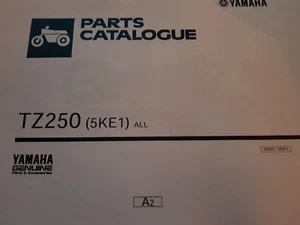 YAMAHA
PARTS
CATALOGUE
TZ250 (5KE1) ALL
YAMAHA
GENUINE
Parts & Accessories
A2